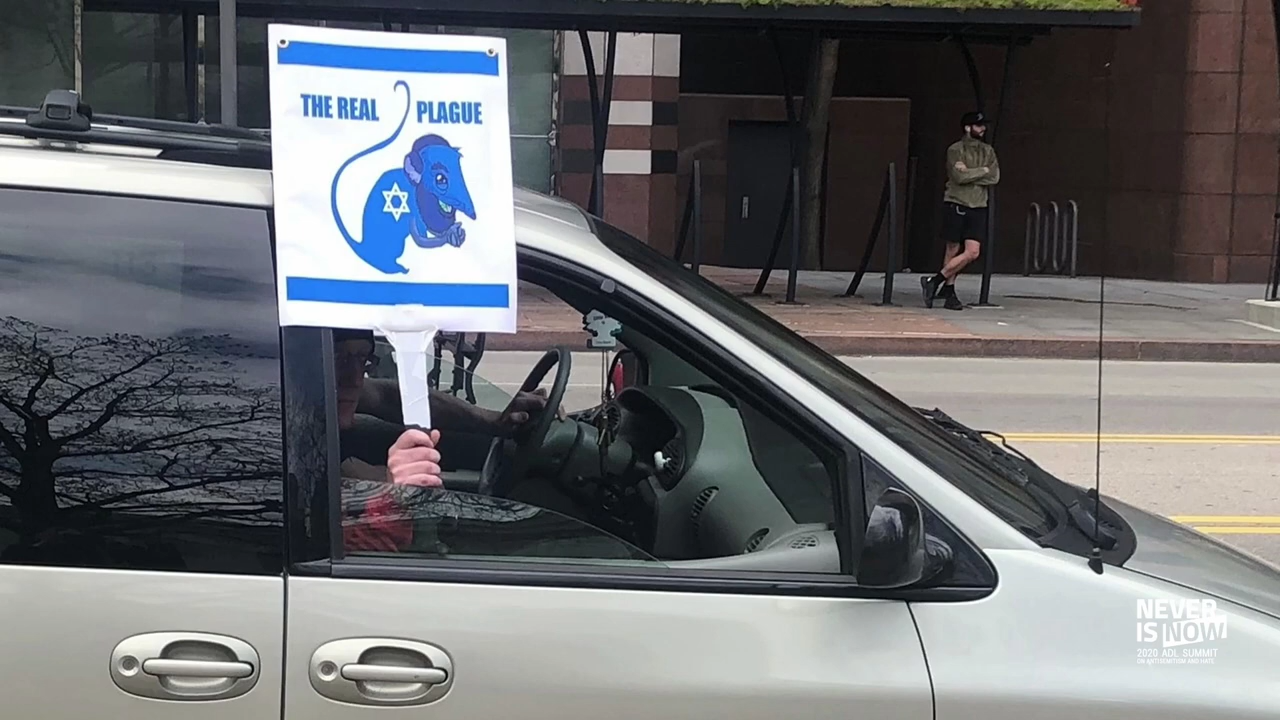 THE REAL PLAGUE
NEVER
IS NOW
2020 ADL SUMMIT
ON ANTISEMITISM AND HATE